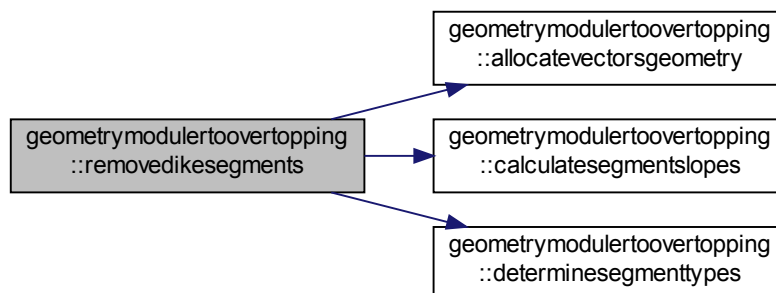 geometrymodulertoovertopping
::removedikesegments
geometrymodulertoovertopping
::allocatevectorsgeometry
geometrymodulertoovertopping
::calculatesegmentslopes
geometrymodulertoovertopping
::determinesegmenttypes